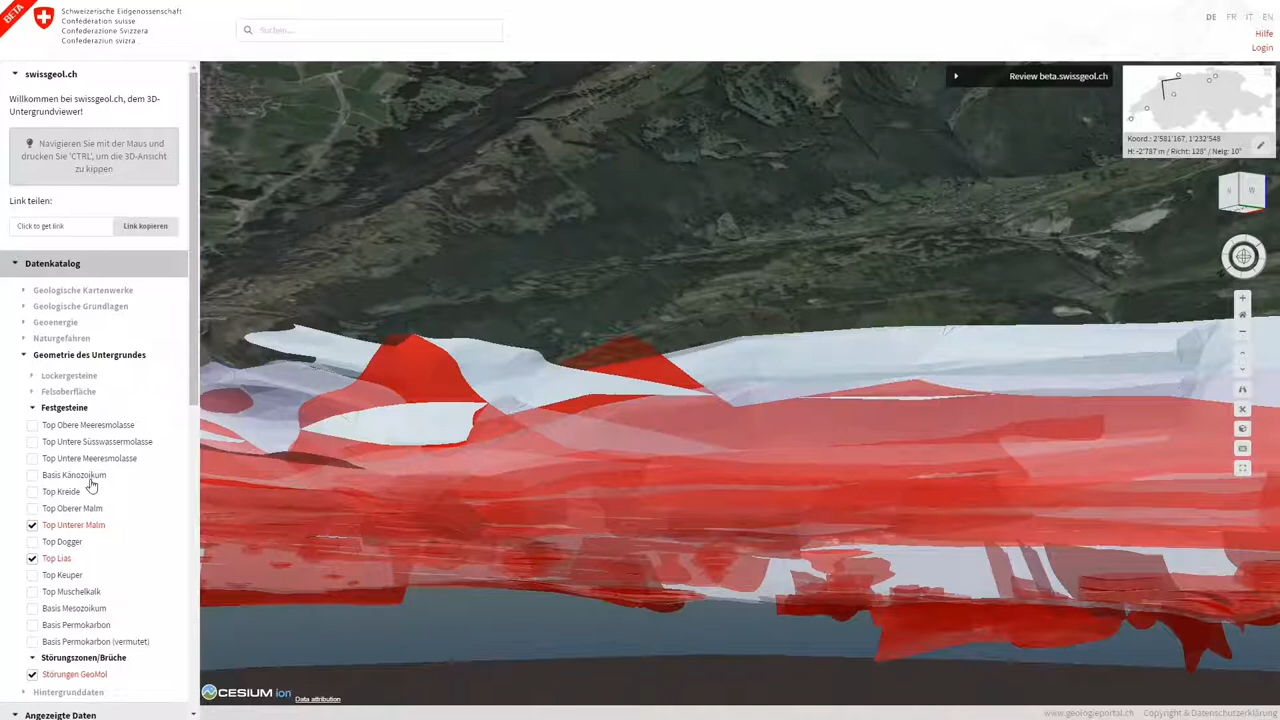 BETA
Schweizerische Eidgenossenschaft
Confédération suisse
Confederazione Svizzera
Confederaziun svizra
Suchen...
DE FR IT EN
Hilfe
Login
swissgeol.ch
Willkommen bei swissgeol.ch, dem 3D-
Untergrundviewer!
Navigieren Sie mit der Maus und
drucken Sie 'CTRL', um die 3D-Ansicht
zu kippen
Link teilen:
Click to get link
Link kopieren
Datenkatalog
Geologische Kartenwerke
Geologische Grundlagen
Geoenergie
Naturgefahren
Geometrie des Untergrundes
Lockergesteine
Felsoberfläche
Festgesteine
Top Obere Meeresmolasse
Top Untere Süsswassermolasse
Top Untere Meeresmolasse
Basis Känozoikum
Top Kreide
Top Oberer Malm
Top Unterer Malm
Top Dogger
Top Lias
Top Keuper
Top Muschelkalk
Basis Mesozoikum
Basis Permokarbon
Basis Permokarbon (vermutet)
Störungszonen/Brüche
Störungen GeoMol
Hintergrunddaten
Angezeigte Daten
Review beta.swissgeol.ch
Koord.: 2'581'167, 1'232'548
H: -2'787 m / Richt: 128° / Neig: 10°
S W
CESIUM ion
Data attribution
www.geologieportal.ch Copyright & Datenschutzerklärung